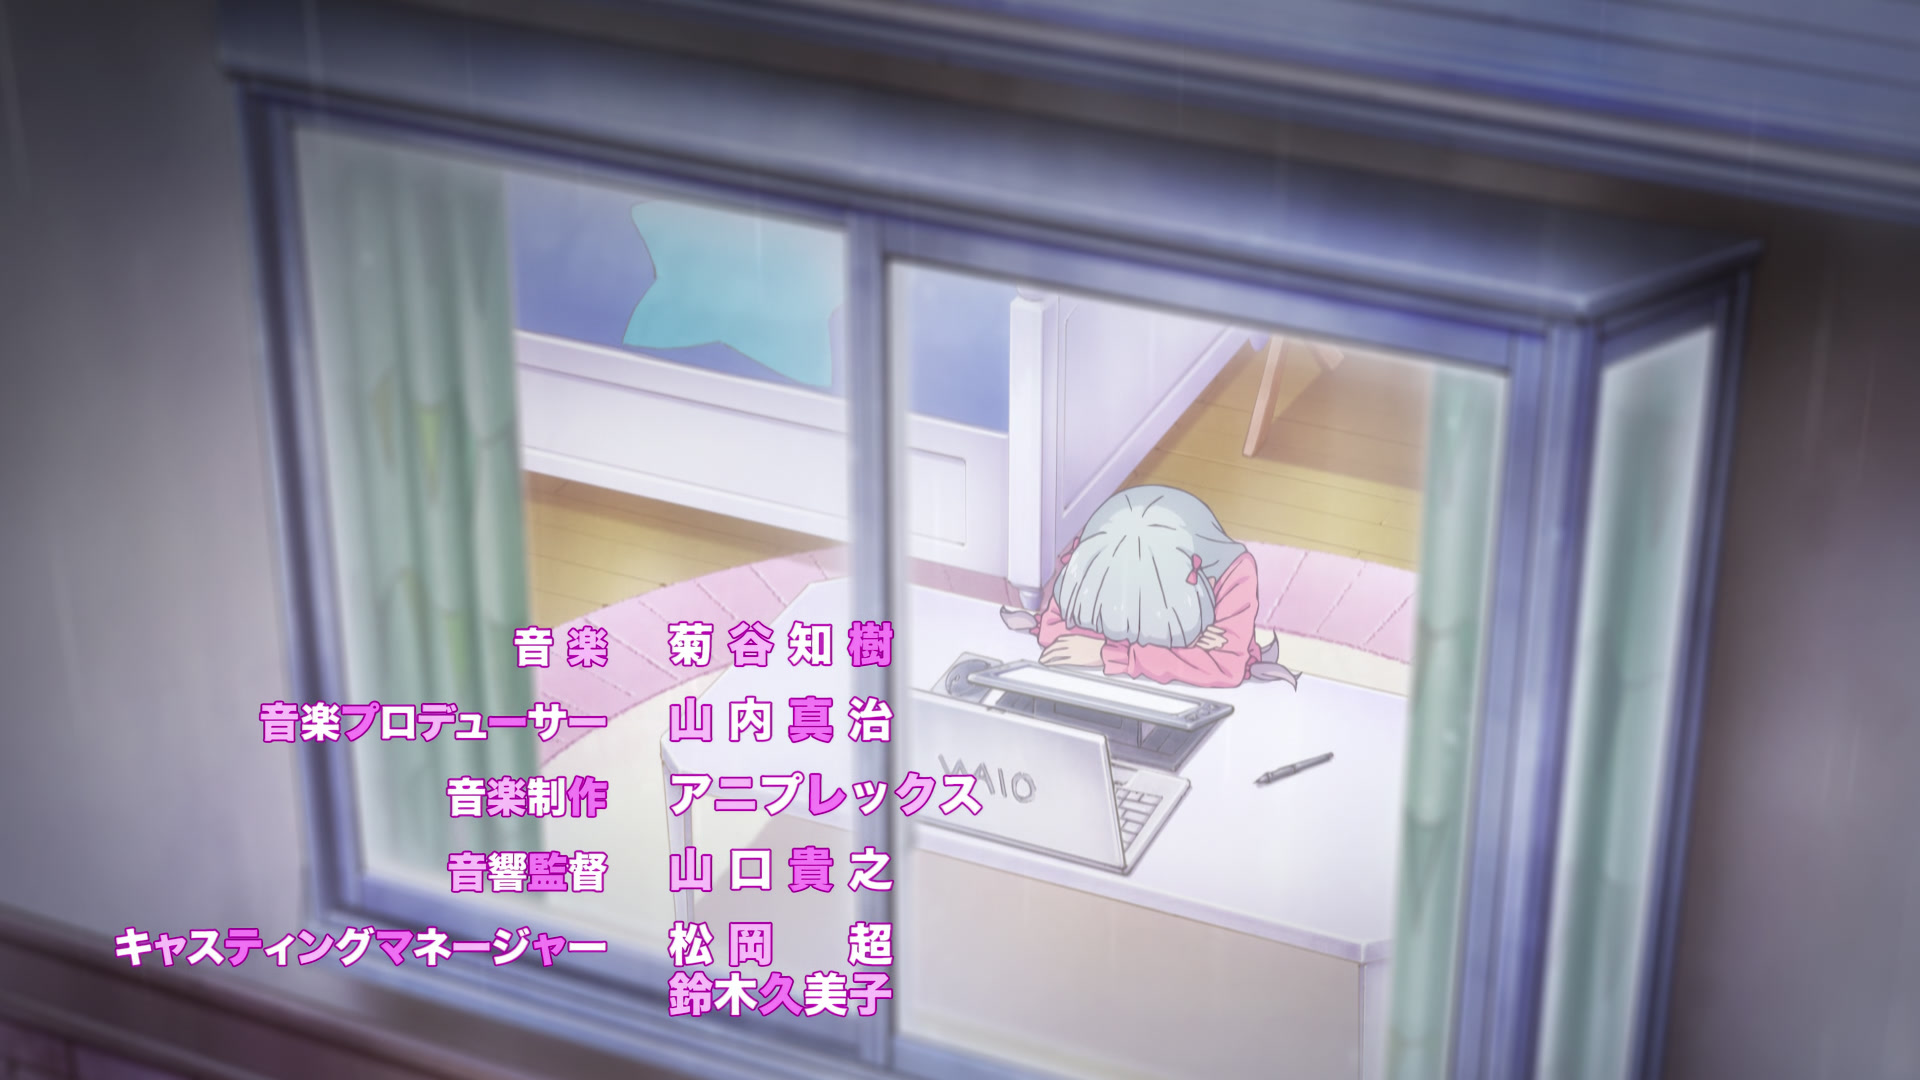 音楽 菊谷知樹
音楽プロデューサー 山内真治
音楽制作 アニプレックス
音響監督 山口貴之
キャスティングマネージャー 松岡 超
鈴木久美子
VAIO